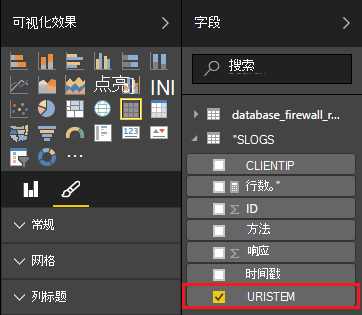 可视化效果
字段
点亮
INI
搜索
123
database_firewall_r...
"SLOGS
CLIENTIP
行数。"
ID
方法
响应
时间戳
URISTEM
常规
网格
列标题